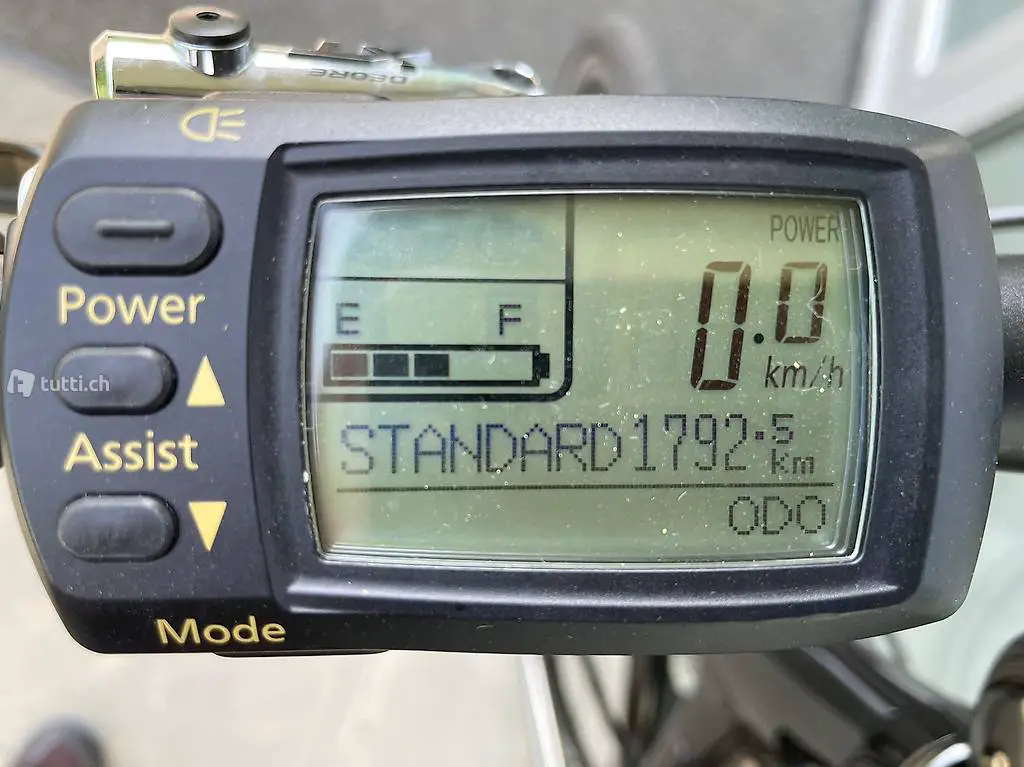 DEORE
POWER
0.0
km/h
Power
E F
tutti.ch
Assist
STANDARD 1792.5 km
ODO
Mode